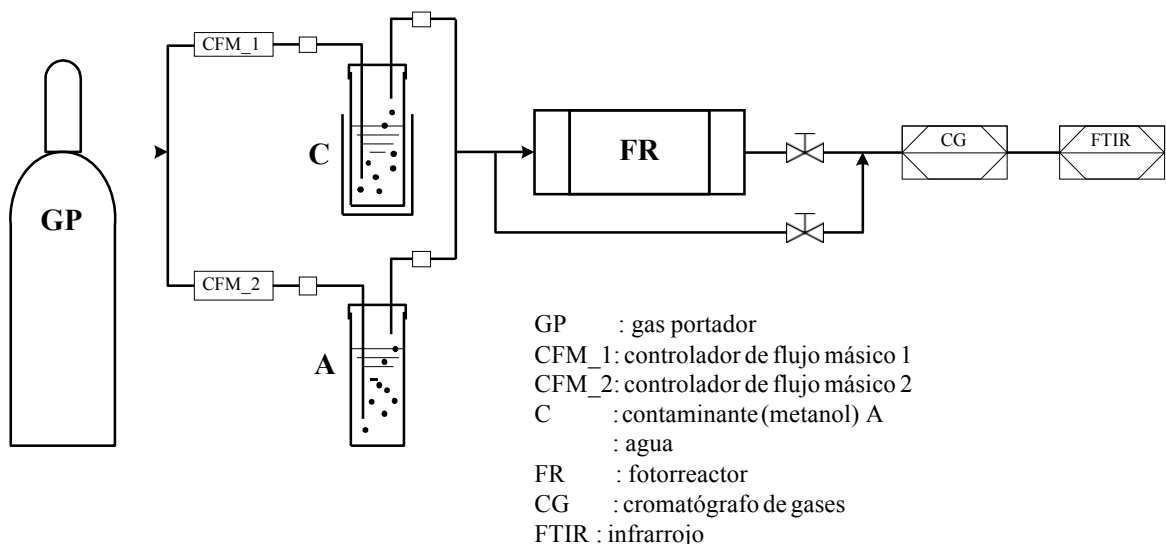 CFM_1
C
GP
FR
CG
FTIR
CFM_2
A
GP : gas portador
CFM_1: controlador de flujo másico 1
CFM_2: controlador de flujo másico 2
C : contaminante (metanol) A
: agua
FR : fotorreactor
CG : cromatógrafo de gases
FTIR : infrarrojo